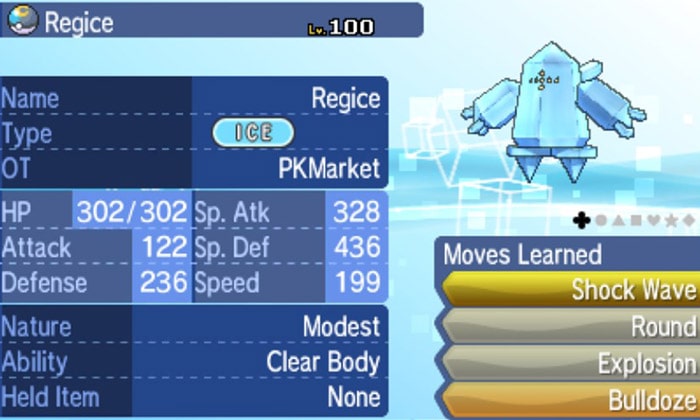 Regice Lv. 100
Name Regice
Type ICE
OT PKMarket
HP 302/302 Sp. Atk 328
Attack 122 Sp. Def 436
Defense 236 Speed 199
Nature Modest
Ability Clear Body
Held Item None
Moves Learned
Shock Wave
Round
Explosion
Bulldoze